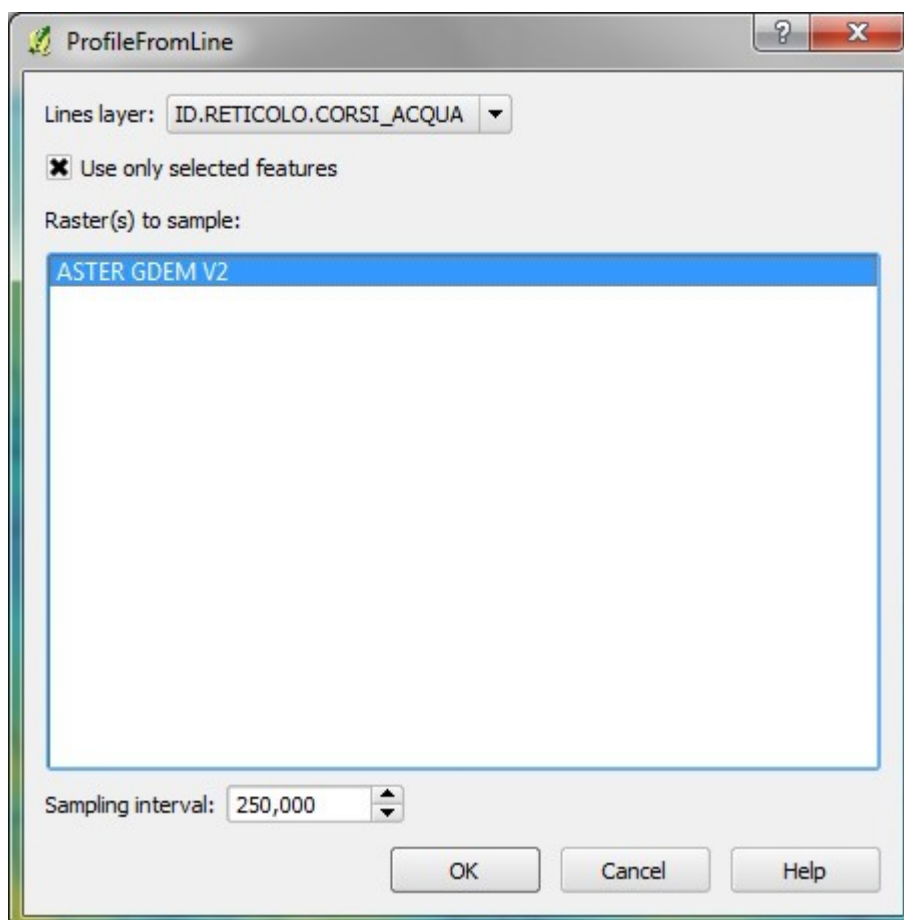 ProfileFromLine
Lines layer: ID.RETICOLO.CORSI_ACQUA
Use only selected features
Raster(s) to sample:
ASTER GDEM V2
Sampling interval: 250,000
OK Cancel Help